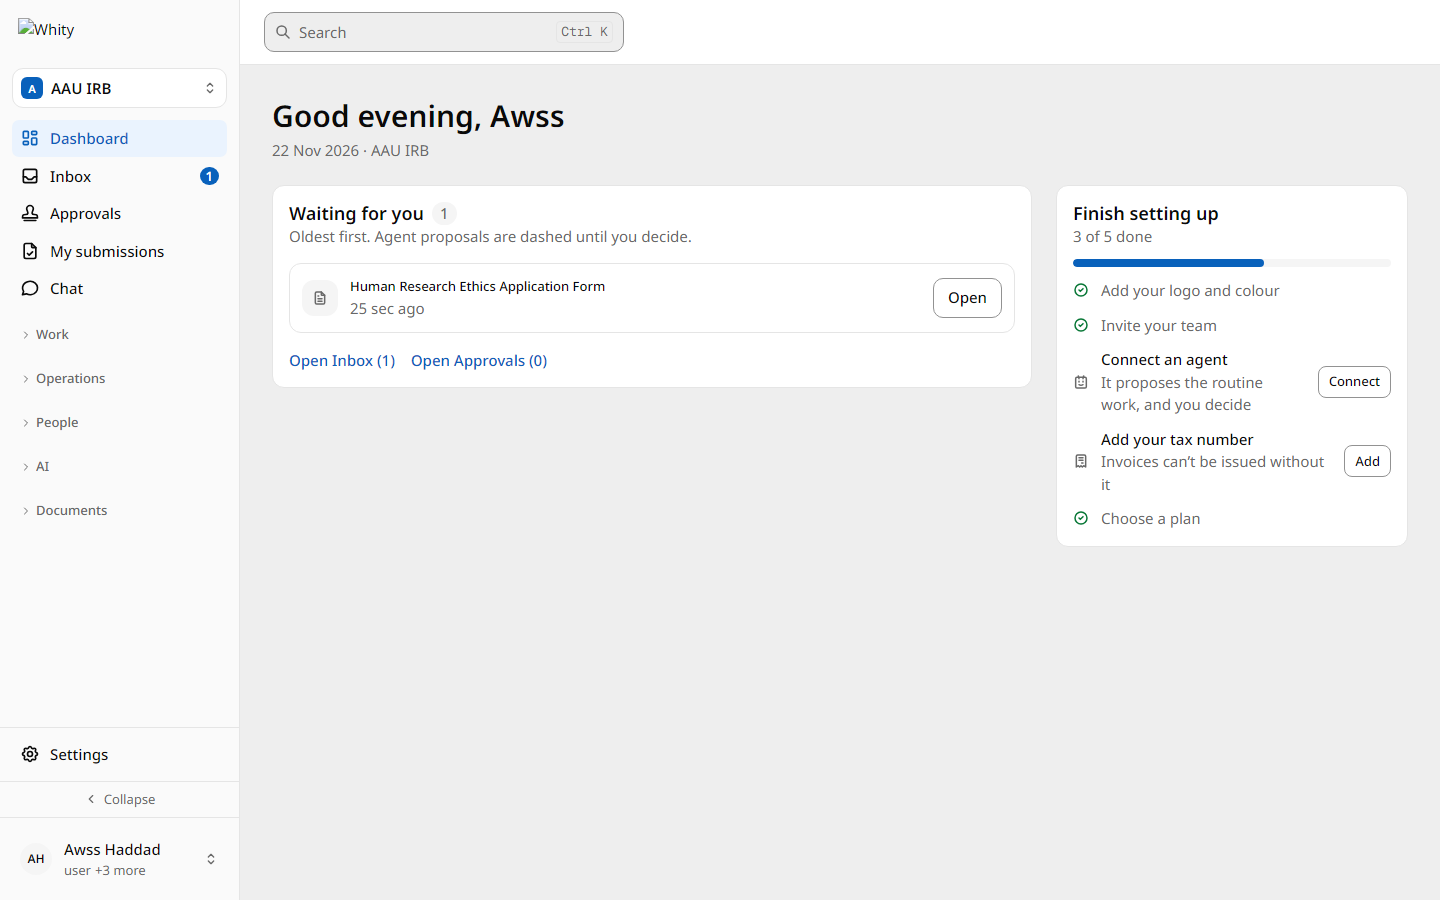 Whity
AAU IRB
A
Dashboard
Inbox
1
Approvals
My submissions
Chat
Work
Operations
People
AI
Documents
Settings
Collapse
AH
Awss Haddad
user +3 more
Search
Ctrl K
Good evening, Awss
22 Nov 2026 · AAU IRB
Waiting for you 1
Oldest first. Agent proposals are dashed until you decide.
Human Research Ethics Application Form
25 sec ago
Open
Open Inbox (1) Open Approvals (0)
Finish setting up
3 of 5 done
Add your logo and colour
Invite your team
Connect an agent
It proposes the routine
work, and you decide
Connect
Add your tax number
Invoices can't be issued without
it
Add
Choose a plan